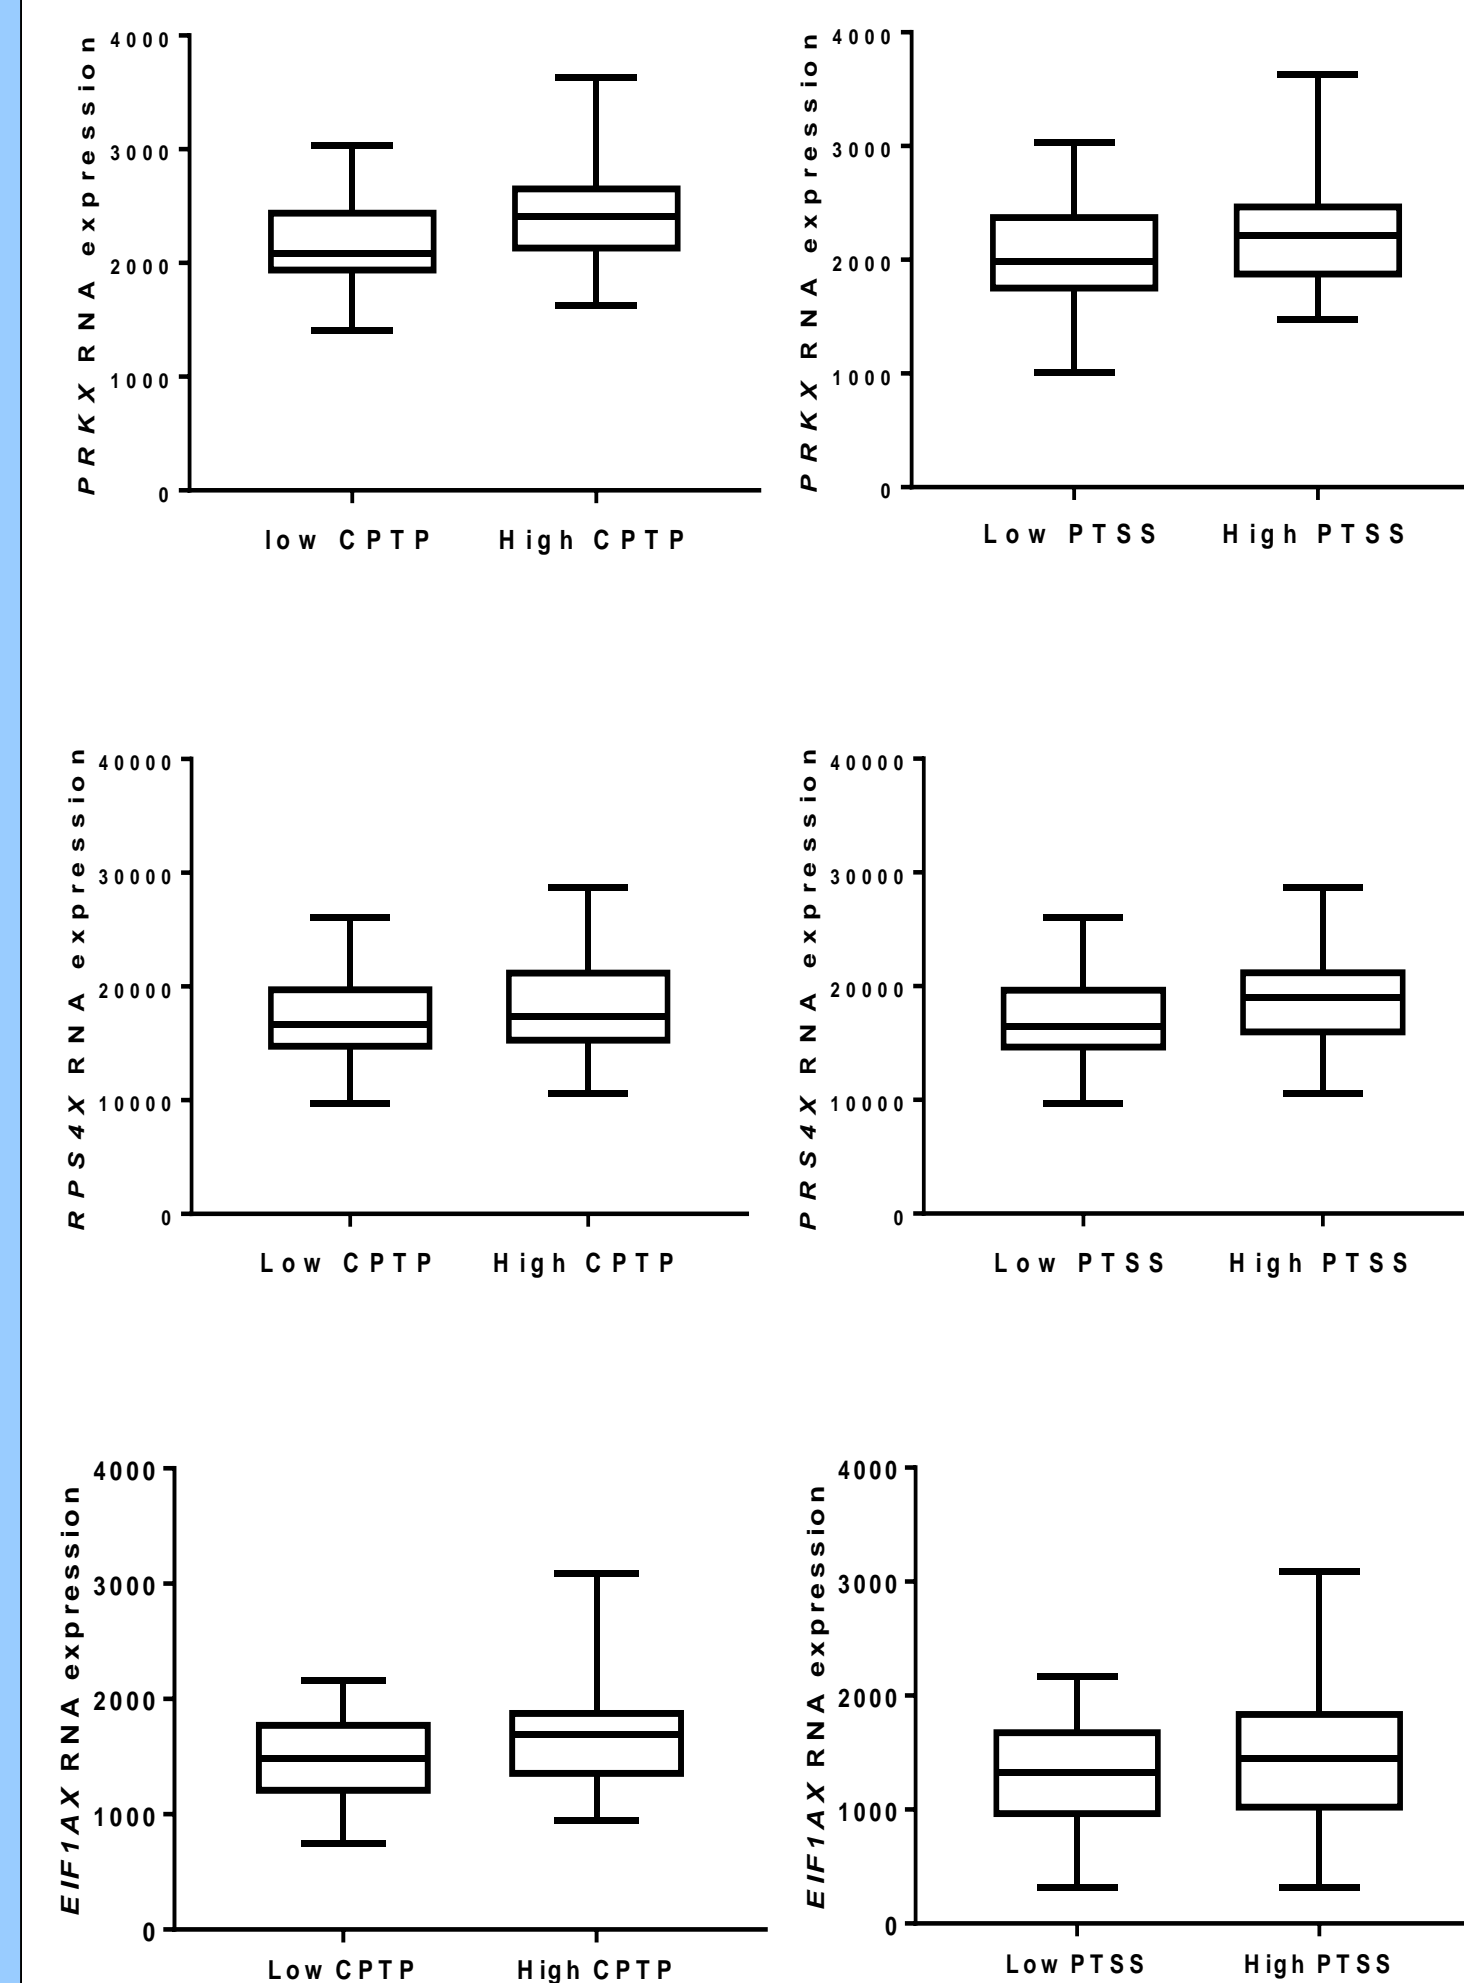 PRKX RNA expression
4000
3000
2000
1000
0
low CPTP High CPTP
PRKX RNA expression
4000
3000
2000
1000
0
Low PTSS High PTSS
RPS4X RNA expression
40000
30000
20000
10000
0
Low CPTP High CPTP
PRS4X RNA expression
40000
30000
20000
10000
0
Low PTSS High PTSS
EIF1AX RNA expression
4000
3000
2000
1000
0
Low CPTP High CPTP
EIF1AX RNA expression
4000
3000
2000
1000
0
Low PTSS High PTSS